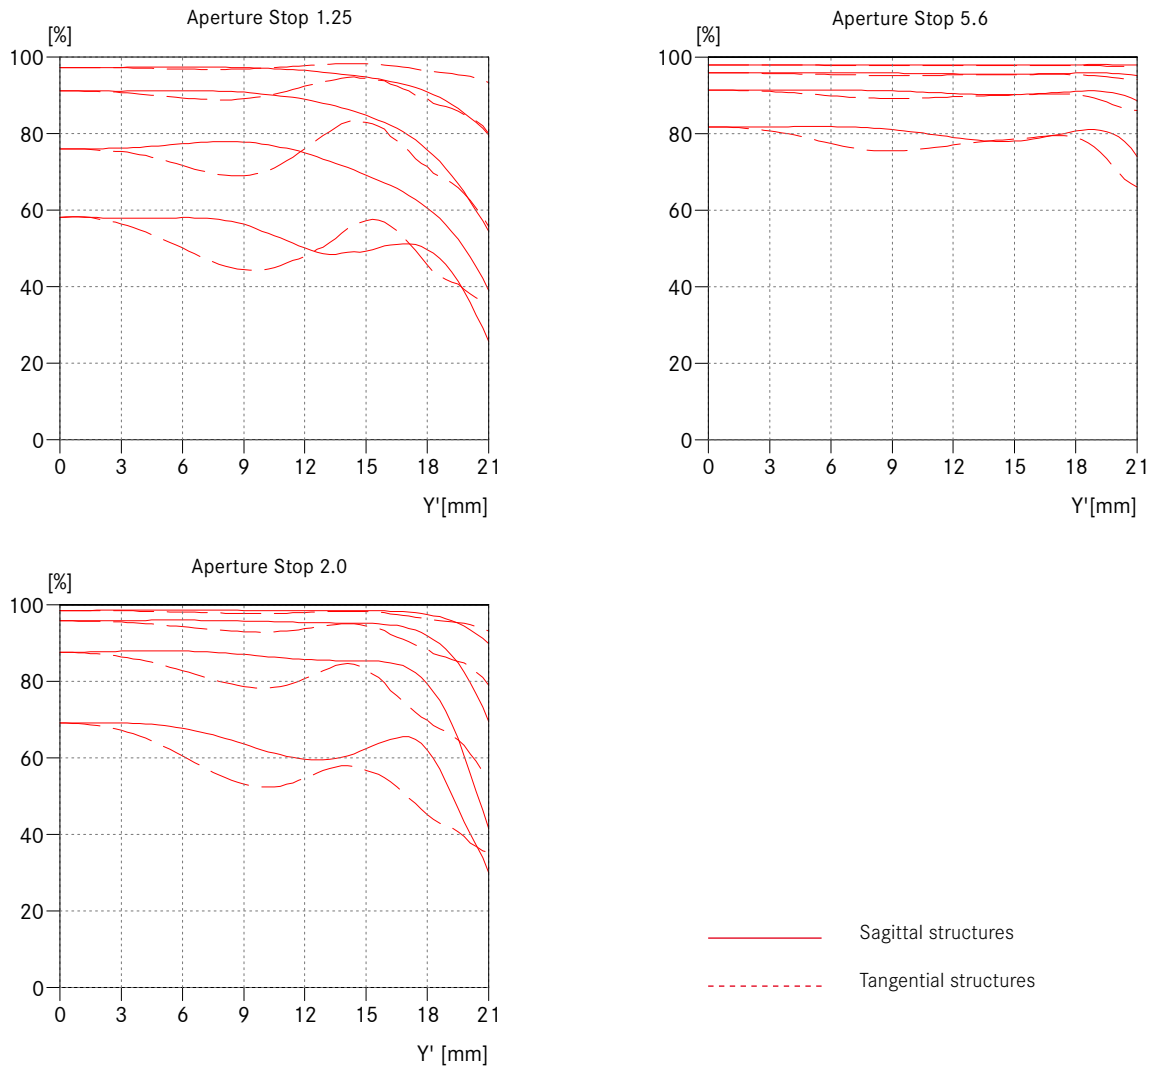 Aperture Stop 1.25
[%]
100
80
60
40
20
0
0 3 6 9 12 15 18 21
Y'[mm]
Aperture Stop 5.6
[%]
100
80
60
40
20
0
0 3 6 9 12 15 18 21
Y'[mm]
Aperture Stop 2.0
[%]
100
80
60
40
20
0
0 3 6 9 12 15 18 21
Y' [mm]
Sagittal structures
Tangential structures